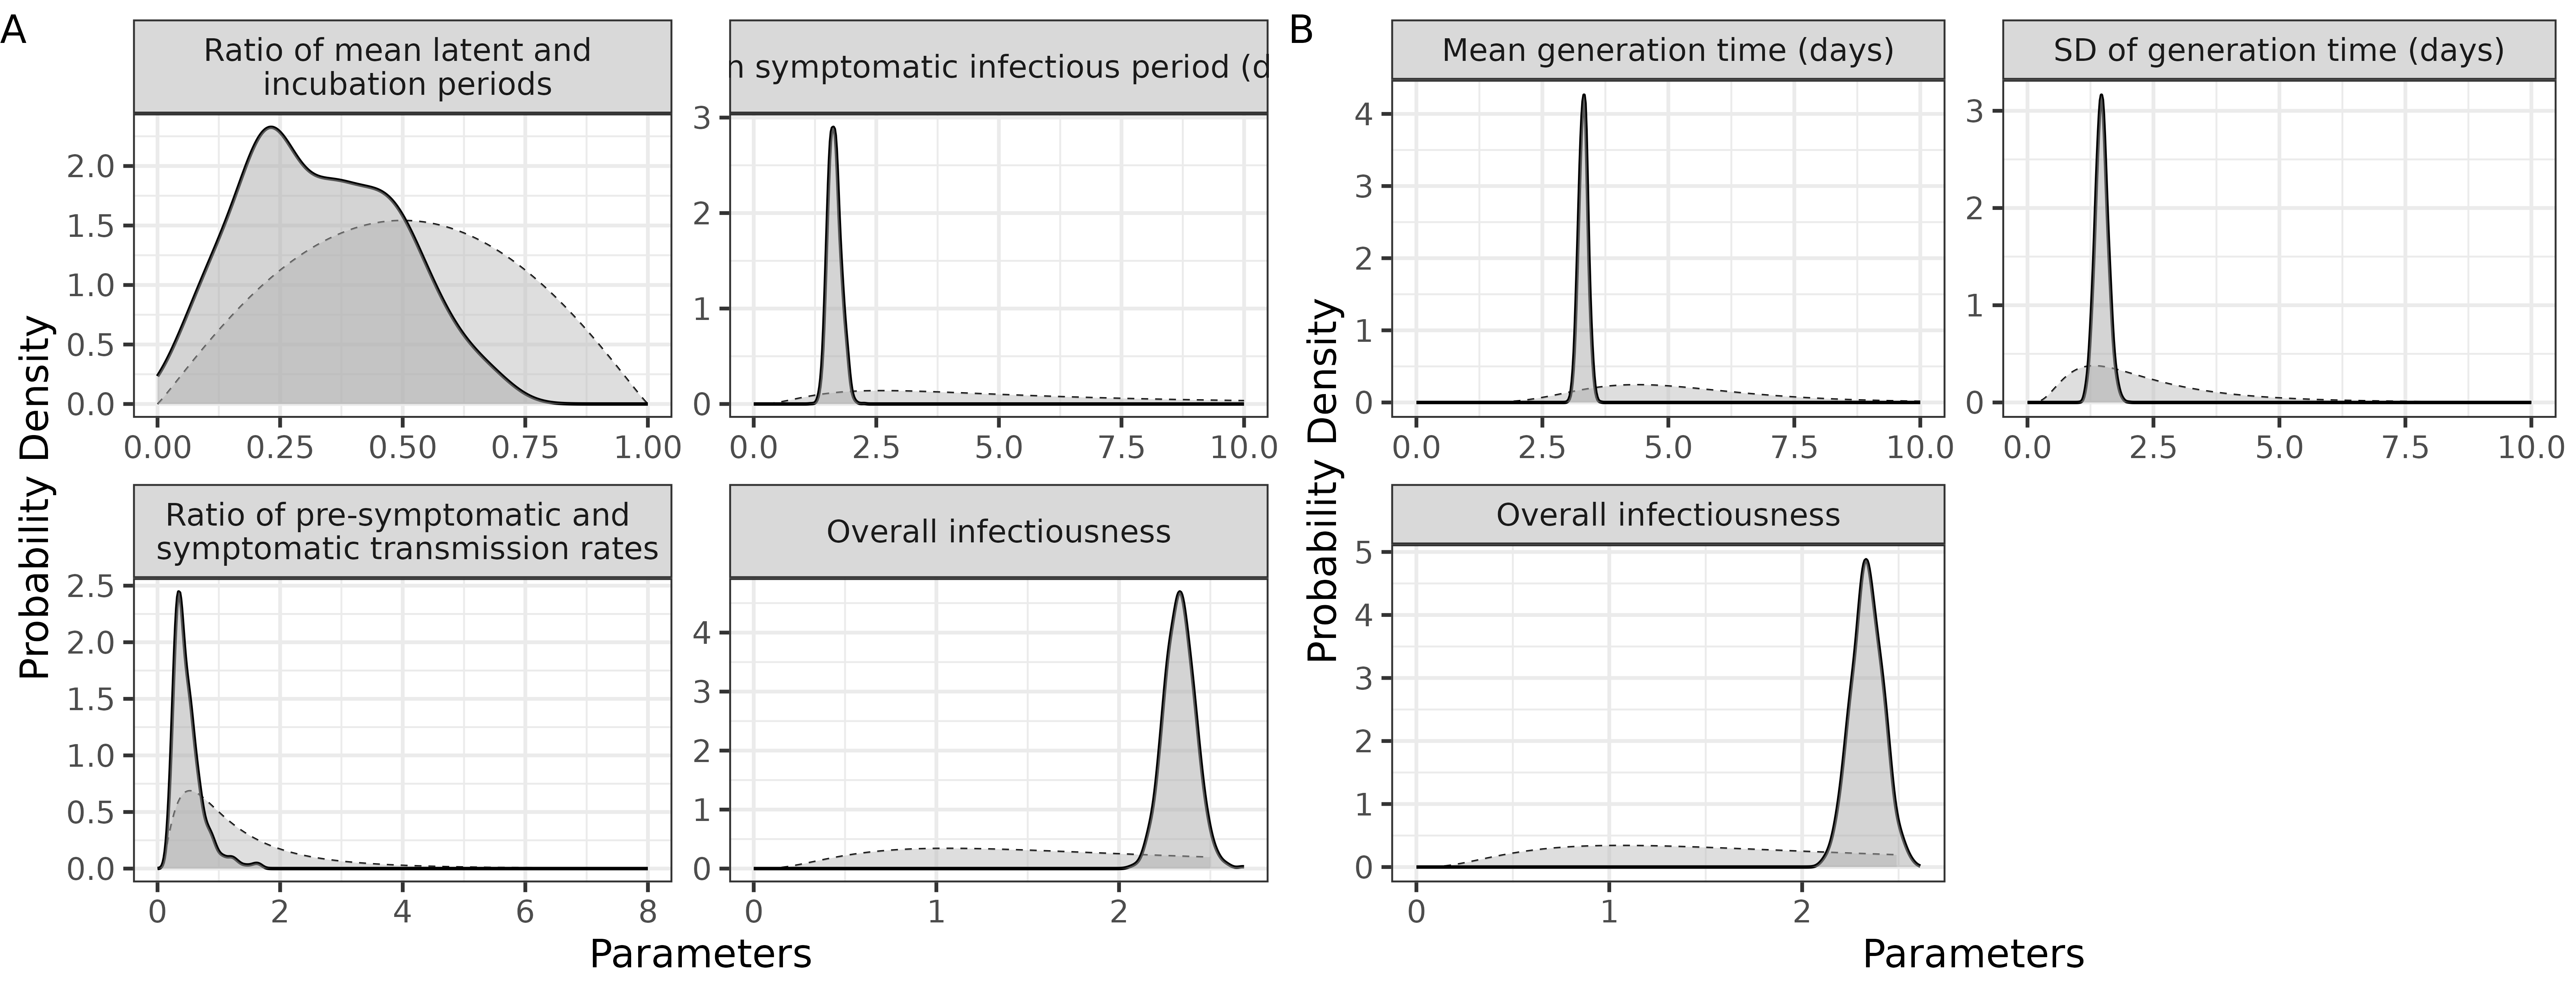 A
Ratio of mean latent and
incubation periods
symptomatic infectious period
0.0
0.5
1.0
1.5
2.0
0.00 0.25 0.50 0.75 1.00
0
1
2
3
0.0 2.5 5.0 7.5 10.0
Ratio of pre-symptomatic and
symptomatic transmission rates
Overall infectiousness
0.0
0.5
1.0
1.5
2.0
2.5
0 2 4 6 8
0
1
2
3
4
0 1 2
Probability Density
Parameters
B
Mean generation time (days)
SD of generation time (days)
0
1
2
3
4
0.0 2.5 5.0 7.5 10.0
0
1
2
3
0.0 2.5 5.0 7.5 10.0
Overall infectiousness
0
1
2
3
4
5
0 1 2
Probability Density
Parameters